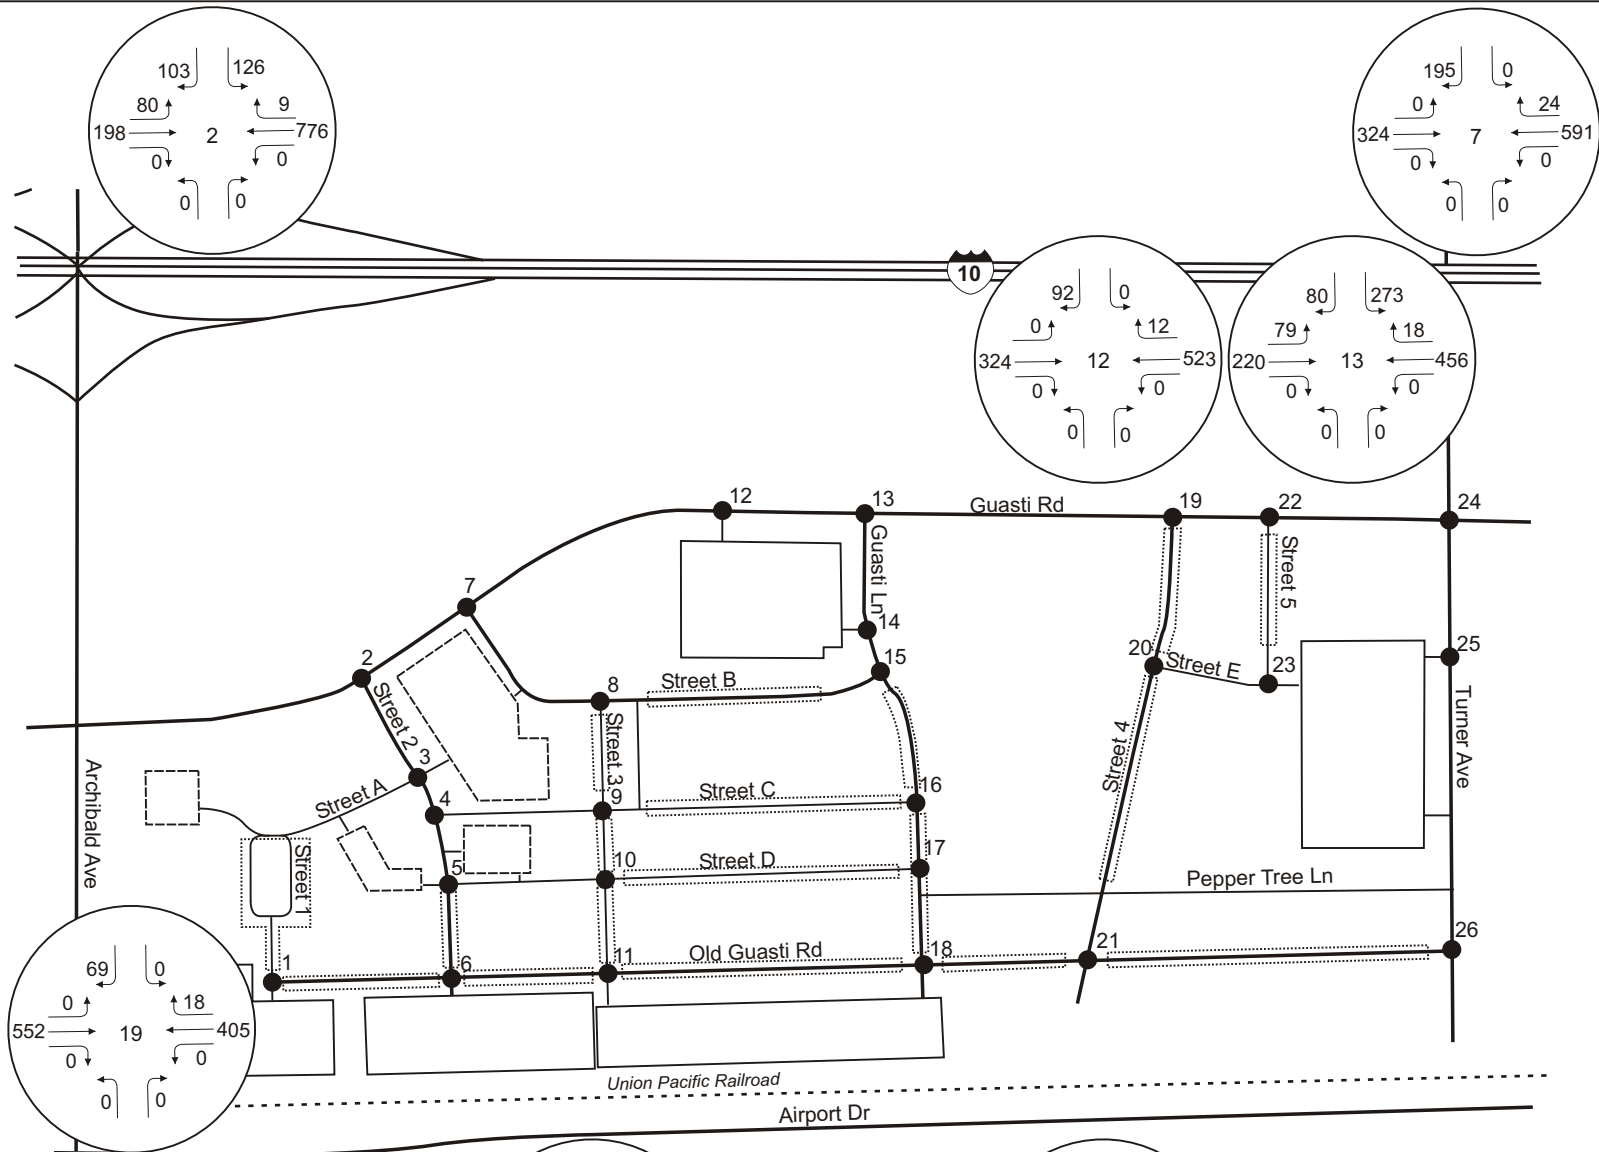 103 126
80 9
198 2 776
0 0
0 0
195 0
0 24
324 7 591
0 0
0 0
10
92 0
0 12
324 12 523
0 0
0 0
80 273
79 18
220 13 456
0 0
0 0
12
13
Guasti Rd
19
22
24
Guasti Ln
Street 5
7
14
2
15
20
Street E
23
25
Street 2
8
Street B
Street 3
Turner Ave
3
Street 4
Archibald Ave
Street A
4
9
Street C
16
5
10
Street D
17
Street 1
Pepper Tree Ln
1
6
11
Old Guasti Rd
18
21
26
69 0
0 18
552 19 405
0 0
0 0
Union Pacific Railroad
Airport Dr